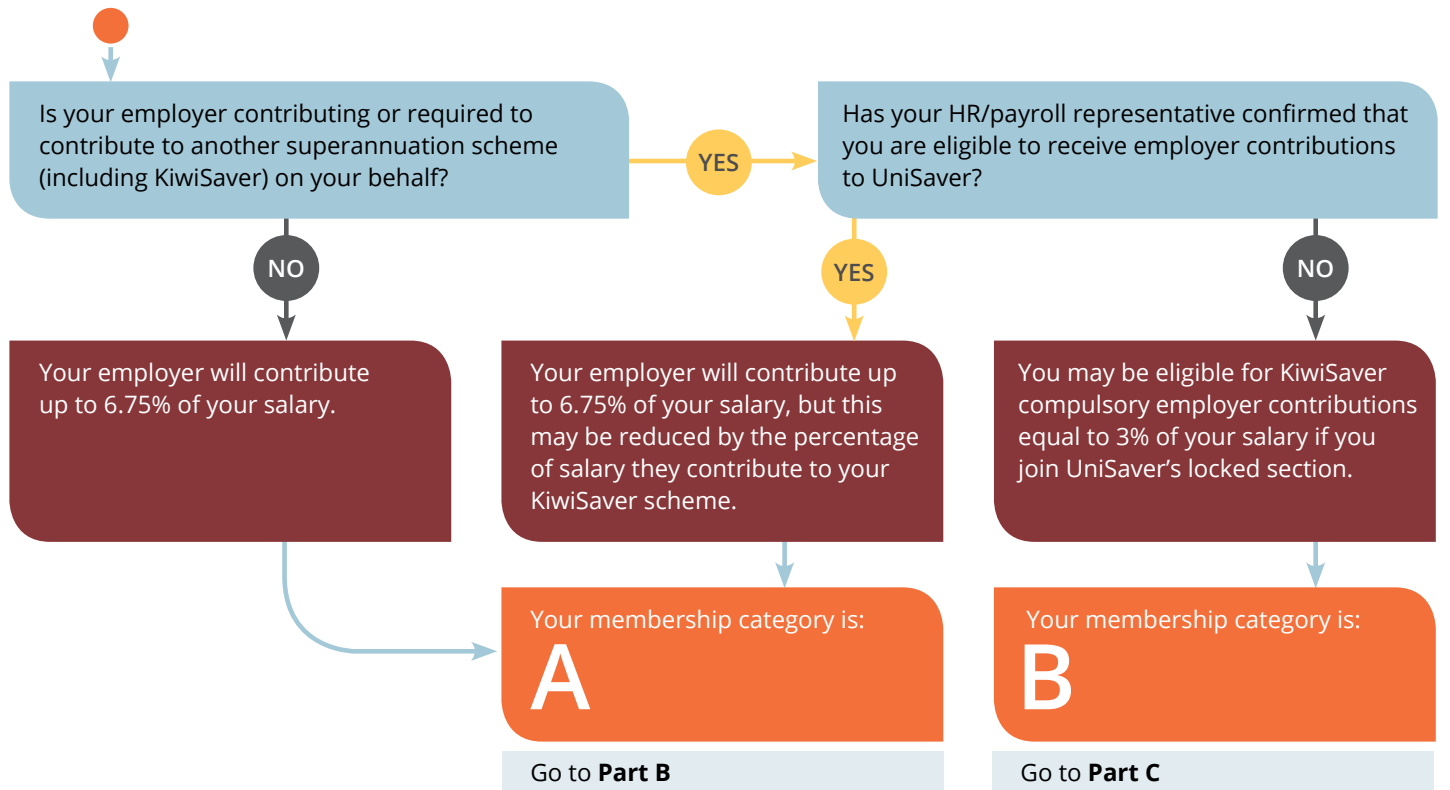 Is your employer contributing or required to
contribute to another superannuation scheme
(including KiwiSaver) on your behalf?
YES
Has your HR/payroll representative confirmed that
you are eligible to receive employer contributions
to UniSaver?
NO
YES
NO
Your employer will contribute
up to 6.75% of your salary.
Your employer will contribute up
to 6.75% of your salary, but this
may be reduced by the percentage
of salary they contribute to your
KiwiSaver scheme.
You may be eligible for KiwiSaver
compulsory employer contributions
equal to 3% of your salary if you
join UniSaver’s locked section.
Your membership category is:
A
Your membership category is:
B
Go to Part B
Go to Part C